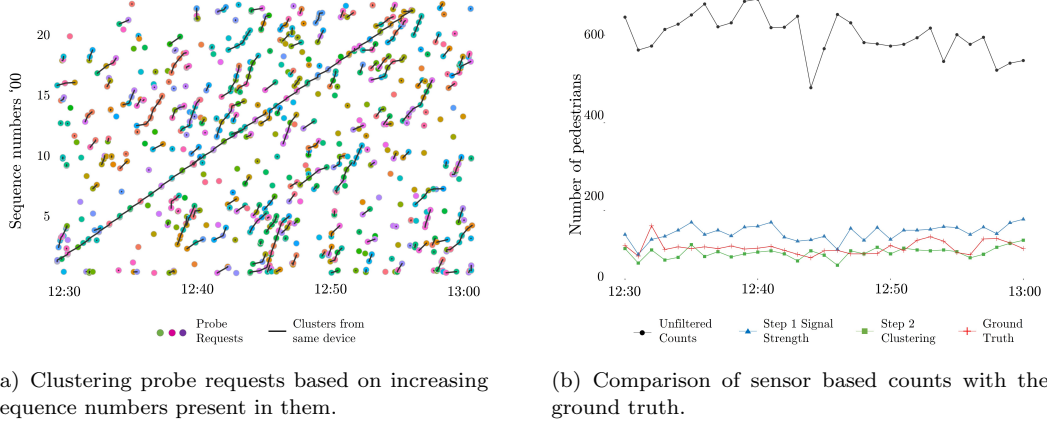 20
15
10
5
Sequence numbers ‘00
12:30
12:40
12:50
13:00
Probe
Requests
Clusters from
same device
a) Clustering probe requests based on increasing
equence numbers present in them.
600
400
200
0
Number of pedestrians
12:30
12:40
12:50
13:00
Unfiltered
Counts
Step 1 Signal
Strength
Step 2
Clustering
Ground
Truth
(b) Comparison of sensor based counts with the
ground truth.